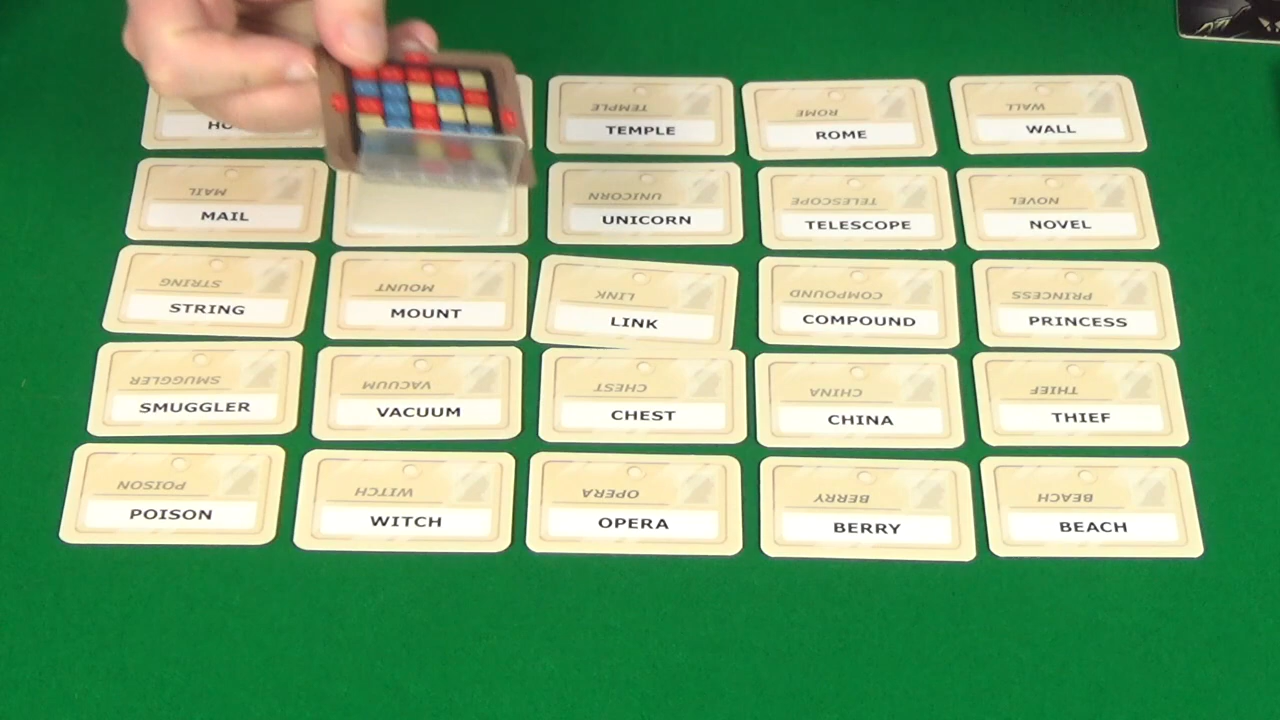 TEMPLE
TEMPLE
ROME
ROME
WALL
WALL
MAIL
MAIL
UNICORN
UNICORN
TELESCOPE
TELESCOPE
NOVEL
NOVEL
STRING
STRING
MOUNT
MOUNT
LINK
LINK
COMPOUND
COMPOUND
PRINCESS
PRINCESS
SMUGGLER
SMUGGLER
VACUUM
VACUUM
CHEST
CHEST
CHINA
CHINA
THIEF
THIEF
POISON
POISON
WITCH
WITCH
OPERA
OPERA
BERRY
BERRY
BEACH
BEACH